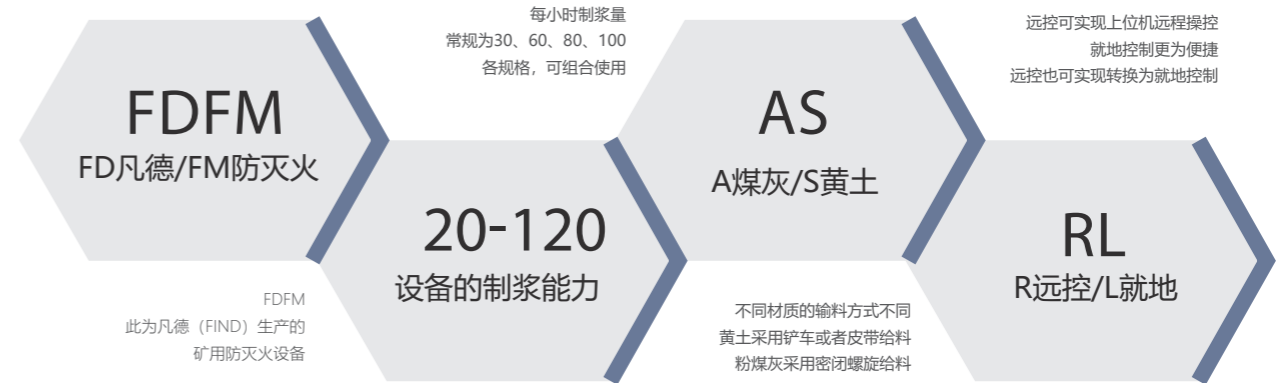 FDFM
FD凡德/FM防灭火
FDFM
此为凡德（FIND）生产的
矿用防灭火设备
每小时制浆量
常规为30、60、80、100
各规格，可组合使用
20-120
设备的制浆能力
AS
A煤灰/S黄土
不同材质的输料方式不同
黄土采用铲车或者皮带给料
粉煤灰采用密闭螺旋给料
远控可实现上位机远程操控
就地控制更为便捷
远控也可实现转换为就地控制
RL
R远控/L就地